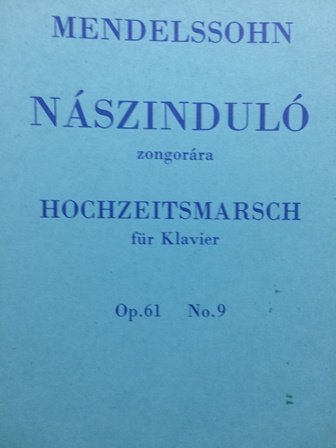 MENDELSSOHN
NÁSZINDULÓ
zongorára
HOCHZEITSMARSCH
für Klavier
Op.61 No.9